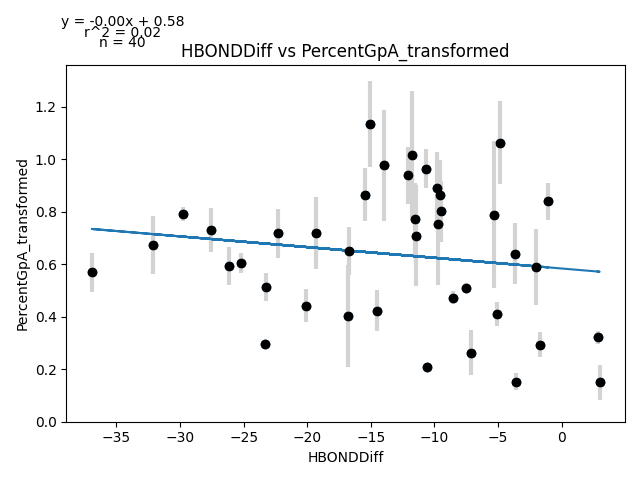 y = -0.00x + 0.58
r^2 = 0.02
n = 40
HBONDDiff vs PercentGpA_transformed
PercentGpA_transformed
1.2
1.0
0.8
0.6
0.4
0.2
0.0
−35
−30
−25
−20
−15
−10
−5
0
HBONDDiff